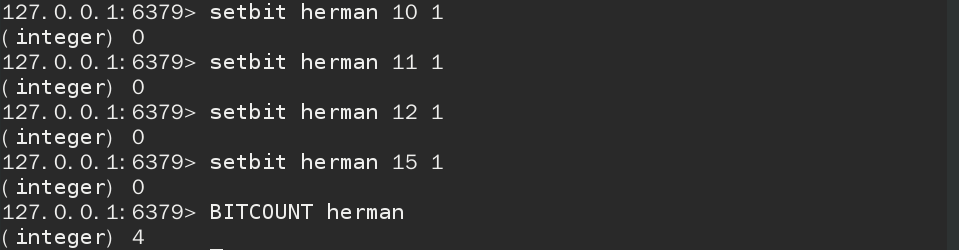 127.0.0.1:6379> setbit herman 10 1
(integer) 0
127.0.0.1:6379> setbit herman 11 1
(integer) 0
127.0.0.1:6379> setbit herman 12 1
(integer) 0
127.0.0.1:6379> setbit herman 15 1
(integer) 0
127.0.0.1:6379> BITCOUNT herman
(integer) 4